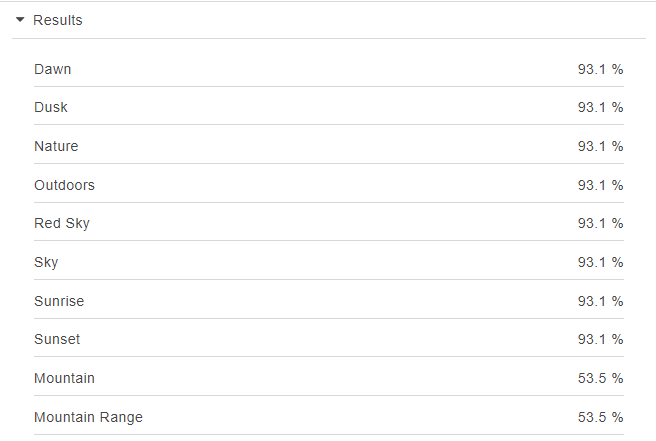 Results
Dawn 93.1 %
Dusk 93.1 %
Nature 93.1 %
Outdoors 93.1 %
Red Sky 93.1 %
Sky 93.1 %
Sunrise 93.1 %
Sunset 93.1 %
Mountain 53.5 %
Mountain Range 53.5 %